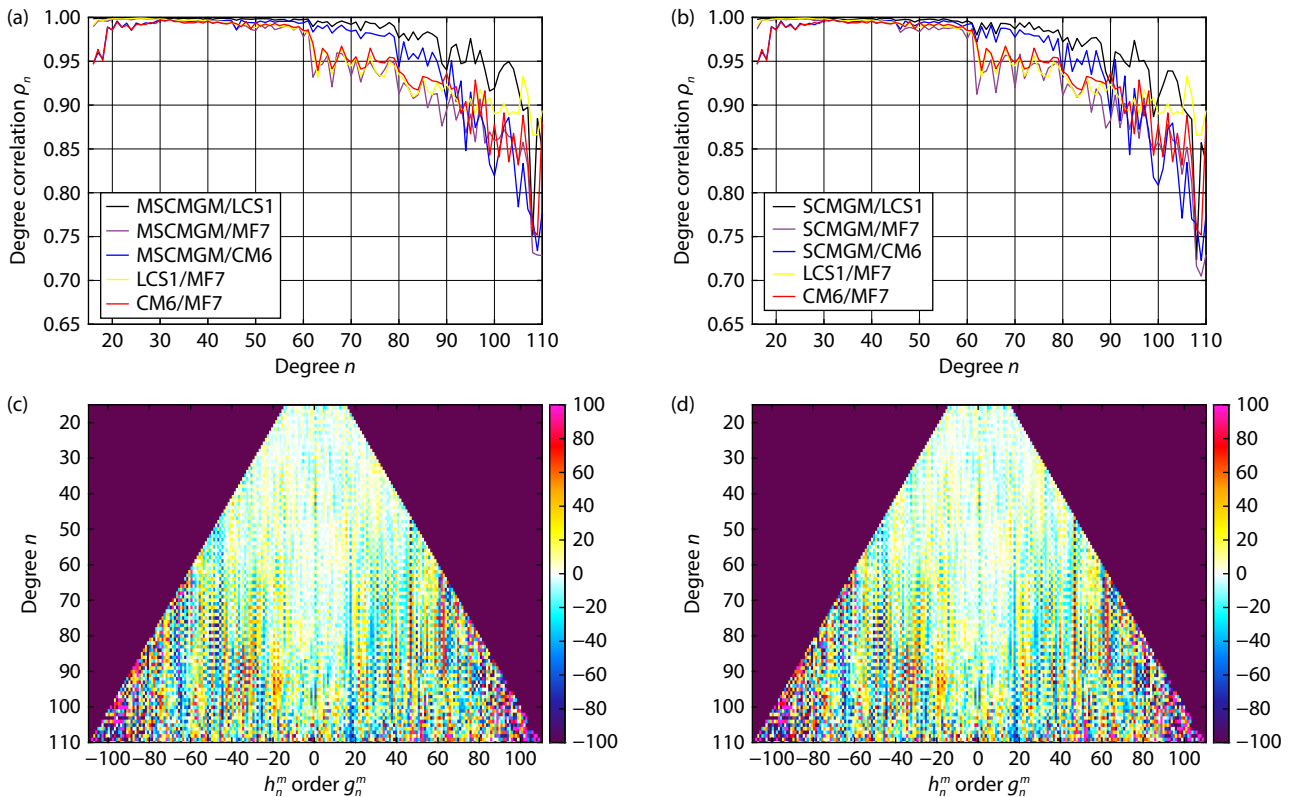 (a)
Degree correlation ρn
1.00
0.95
0.90
0.85
0.80
0.75
0.70
0.65
MSCMGM/LCS1
MSCMGM/MF7
MSCMGM/CM6
LCS1/MF7
CM6/MF7
20 30 40 50 60 70 80 90 100 110
Degree n
(b)
Degree correlation ρn
1.00
0.95
0.90
0.85
0.80
0.75
0.70
0.65
SCMGM/LCS1
SCMGM/MF7
SCMGM/CM6
LCS1/MF7
CM6/MF7
20 30 40 50 60 70 80 90 100 110
Degree n
(c)
Degree n
20
30
40
50
60
70
80
90
100
110
−100 −80 −60 −40 −20 0 20 40 60 80 100
h_n^m order g_n^m
100
80
60
40
20
0
−20
−40
−60
−80
−100
(d)
Degree n
20
30
40
50
60
70
80
90
100
110
−100 −80 −60 −40 −20 0 20 40 60 80 100
h_n^m order g_n^m
100
80
60
40
20
0
−20
−40
−60
−80
−100